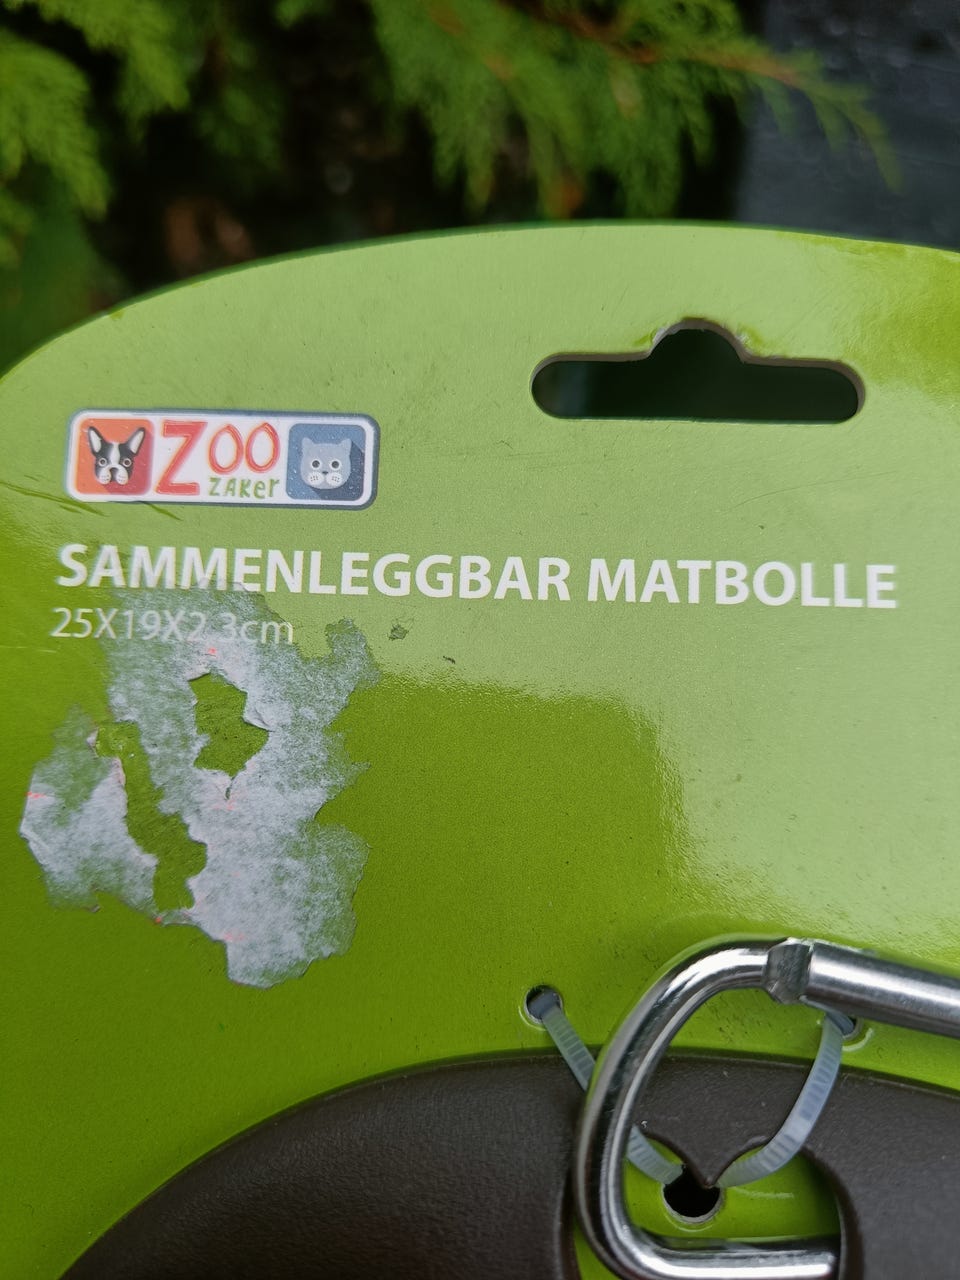 ZOO
ZAKER
SAMMENLEGGBAR MATBOLLE
25X19X2.3cm